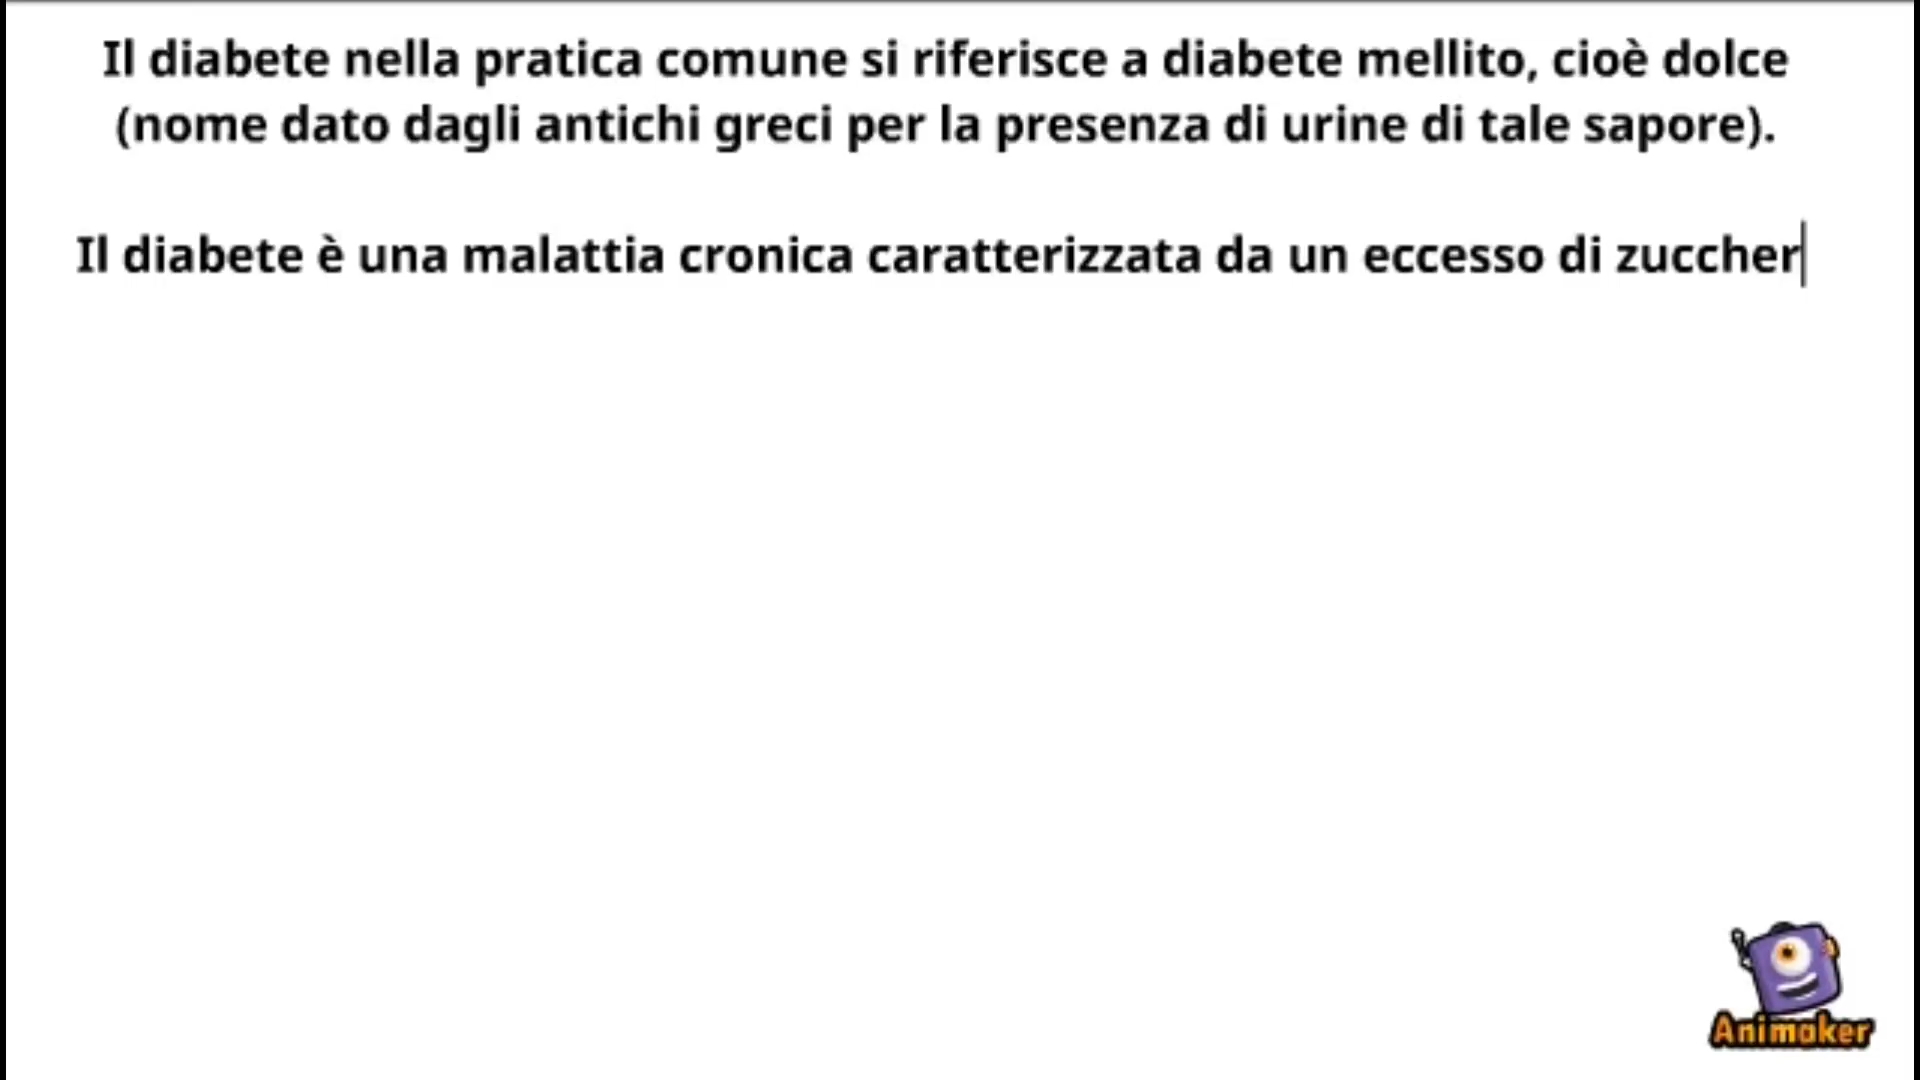 Il diabete nella pratica comune si riferisce a diabete mellito, cioè dolce
(nome dato dagli antichi greci per la presenza di urine di tale sapore).
Il diabete è una malattia cronica caratterizzata da un eccesso di zuccher
Animaker